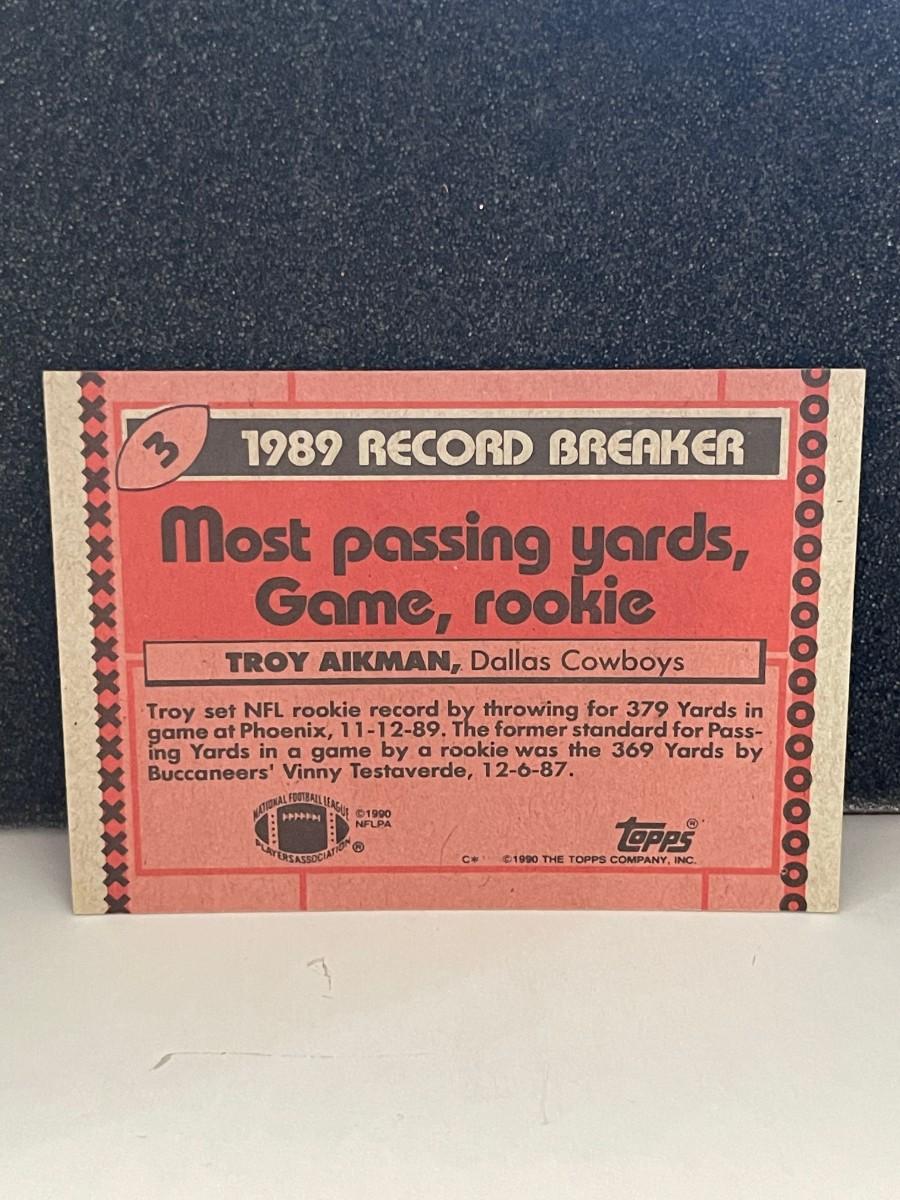 3
1989 RECORD BREAKER
Most passing yards,
Game, rookie
TROY AIKMAN, Dallas Cowboys
Troy set NFL rookie record by throwing for 379 Yards in
game at Phoenix, 11-12-89. The former standard for Pass-
ing Yards in a game by a rookie was the 369 Yards by
Buccaneers' Vinny Testaverde, 12-6-87.
NATIONAL FOOTBALL LEAGUE
PLAYERS ASSOCIATION ®
©1990
NFLPA
topps ®
C* ©1990 THE TOPPS COMPANY, INC.